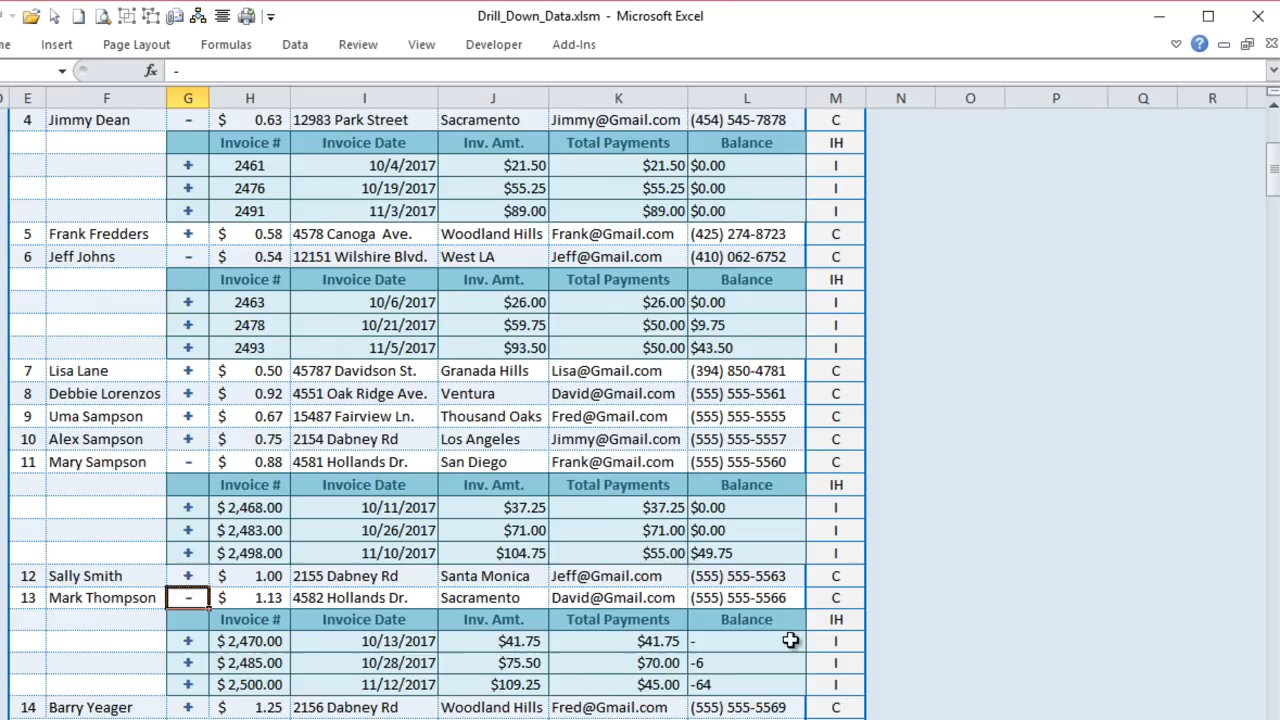 Drill_Down_Data.xlsm - Microsoft Excel
me Insert Page Layout Formulas Data Review View Developer Add-Ins
fx -
E F G H I J K L M N O P Q R
4 Jimmy Dean - $ 0.63 12983 Park Street Sacramento Jimmy@Gmail.com (454) 545-7878 C
Invoice # Invoice Date Inv. Amt. Total Payments Balance IH
+ 2461 10/4/2017 $21.50 $21.50 $0.00 I
+ 2476 10/19/2017 $55.25 $55.25 $0.00 I
+ 2491 11/3/2017 $89.00 $89.00 $0.00 I
5 Frank Fredders + $ 0.58 4578 Canoga Ave. Woodland Hills Frank@Gmail.com (425) 274-8723 C
6 Jeff Johns - $ 0.54 12151 Wilshire Blvd. West LA Jeff@Gmail.com (410) 062-6752 C
Invoice # Invoice Date Inv. Amt. Total Payments Balance IH
+ 2463 10/6/2017 $26.00 $26.00 $0.00 I
+ 2478 10/21/2017 $59.75 $50.00 $9.75 I
+ 2493 11/5/2017 $93.50 $50.00 $43.50 I
7 Lisa Lane + $ 0.50 45787 Davidson St. Granada Hills Lisa@Gmail.com (394) 850-4781 C
8 Debbie Lorenzos + $ 0.92 4551 Oak Ridge Ave. Ventura David@Gmail.com (555) 555-5561 C
9 Uma Sampson + $ 0.67 15487 Fairview Ln. Thousand Oaks Fred@Gmail.com (555) 555-5555 C
10 Alex Sampson + $ 0.75 2154 Dabney Rd Los Angeles Jimmy@Gmail.com (555) 555-5557 C
11 Mary Sampson - $ 0.88 4581 Hollands Dr. San Diego Frank@Gmail.com (555) 555-5560 C
Invoice # Invoice Date Inv. Amt. Total Payments Balance IH
+ $ 2,468.00 10/11/2017 $37.25 $37.25 $0.00 I
+ $ 2,483.00 10/26/2017 $71.00 $71.00 $0.00 I
+ $ 2,498.00 11/10/2017 $104.75 $55.00 $49.75 I
12 Sally Smith + $ 1.00 2155 Dabney Rd Santa Monica Jeff@Gmail.com (555) 555-5563 C
13 Mark Thompson - $ 1.13 4582 Hollands Dr. Sacramento David@Gmail.com (555) 555-5566 C
Invoice # Invoice Date Inv. Amt. Total Payments Balance IH
+ $ 2,470.00 10/13/2017 $41.75 $41.75 - I
+ $ 2,485.00 10/28/2017 $75.50 $70.00 -6 I
+ $ 2,500.00 11/12/2017 $109.25 $45.00 -64 I
14 Barry Yeager + $ 1.25 2156 Dabney Rd Woodland Hills Fred@Gmail.com (555) 555-5569 C